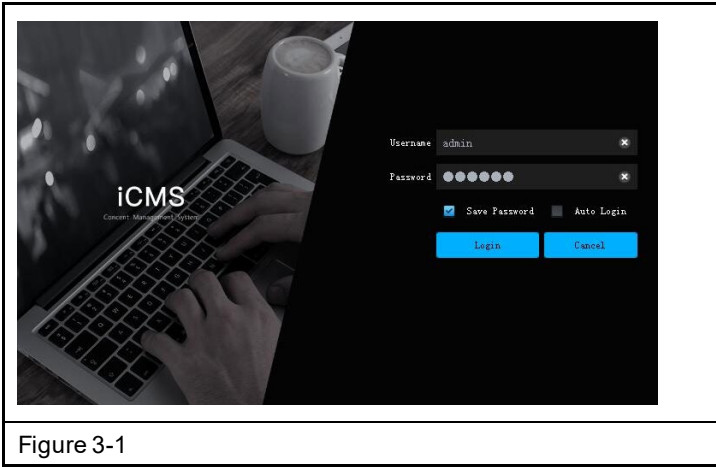 iCMS
Concent Management System
Username admin
Password ●●●●●●
Save Password Auto Login
Login Cancel
Figure 3-1